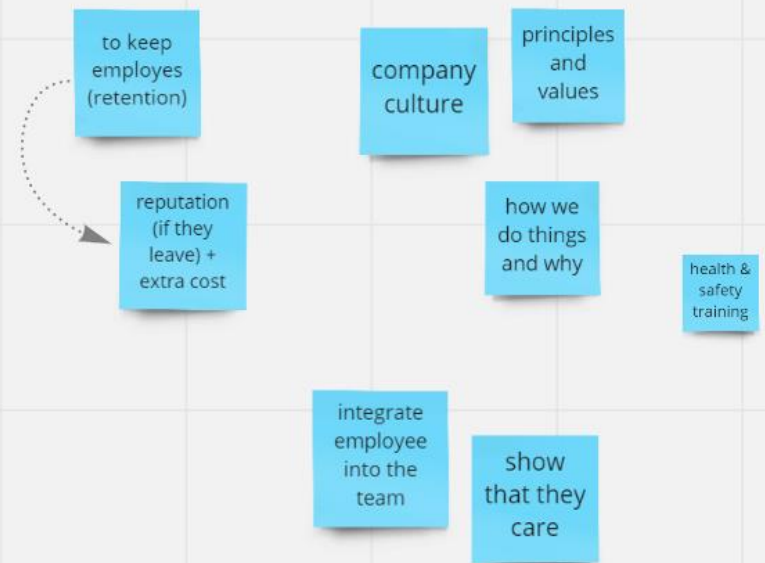 to keep
employes
(retention)
reputation
(if they
leave) +
extra cost
company
culture
principles
and
values
how we
do things
and why
health &
safety
training
integrate
employee
into the
team
show
that they
care